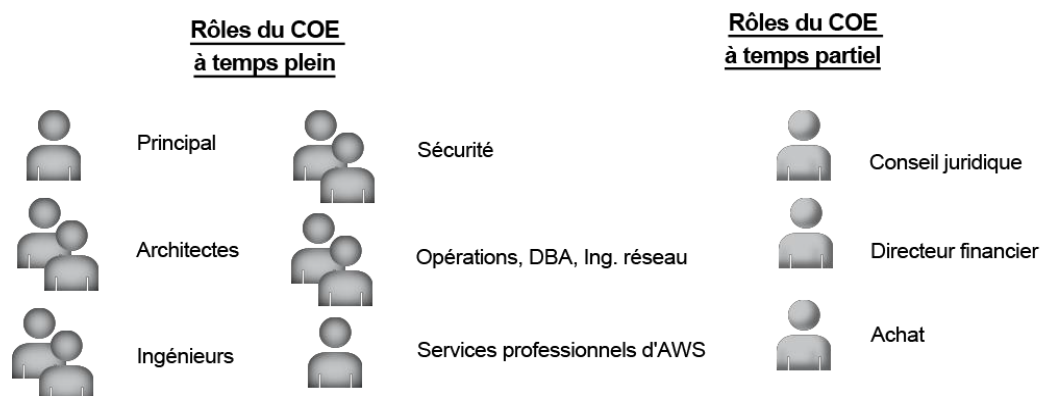 Rôles du COE
à temps plein
Rôles du COE
à temps partiel
Principal
Sécurité
Conseil juridique
Architectes
Opérations, DBA, Ing. réseau
Directeur financier
Ingénieurs
Services professionnels d'AWS
Achat